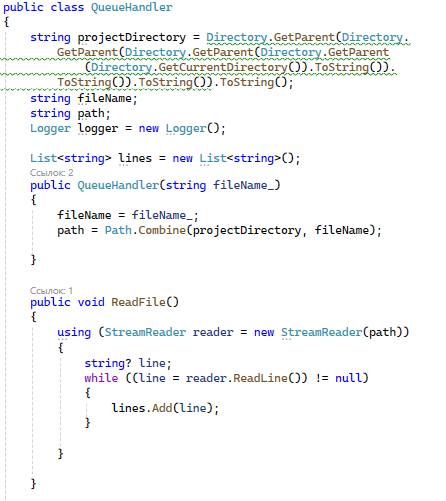 public class QueueHandler
{
string projectDirectory = Directory.GetParent(Directory.
GetParent(Directory.GetParent(Directory.GetParent
(Directory.GetCurrentDirectory()).ToString()).
ToString()).ToString()).ToString();
string fileName;
string path;
Logger logger = new Logger();
List<string> lines = new List<string>();
Ссылок: 2
public QueueHandler(string fileName_)
{
fileName = fileName_;
path = Path.Combine(projectDirectory, fileName);
}
Ссылок: 1
public void ReadFile()
{
using (StreamReader reader = new StreamReader(path))
{
string? line;
while ((line = reader.ReadLine()) != null)
{
lines.Add(line);
}
}
}